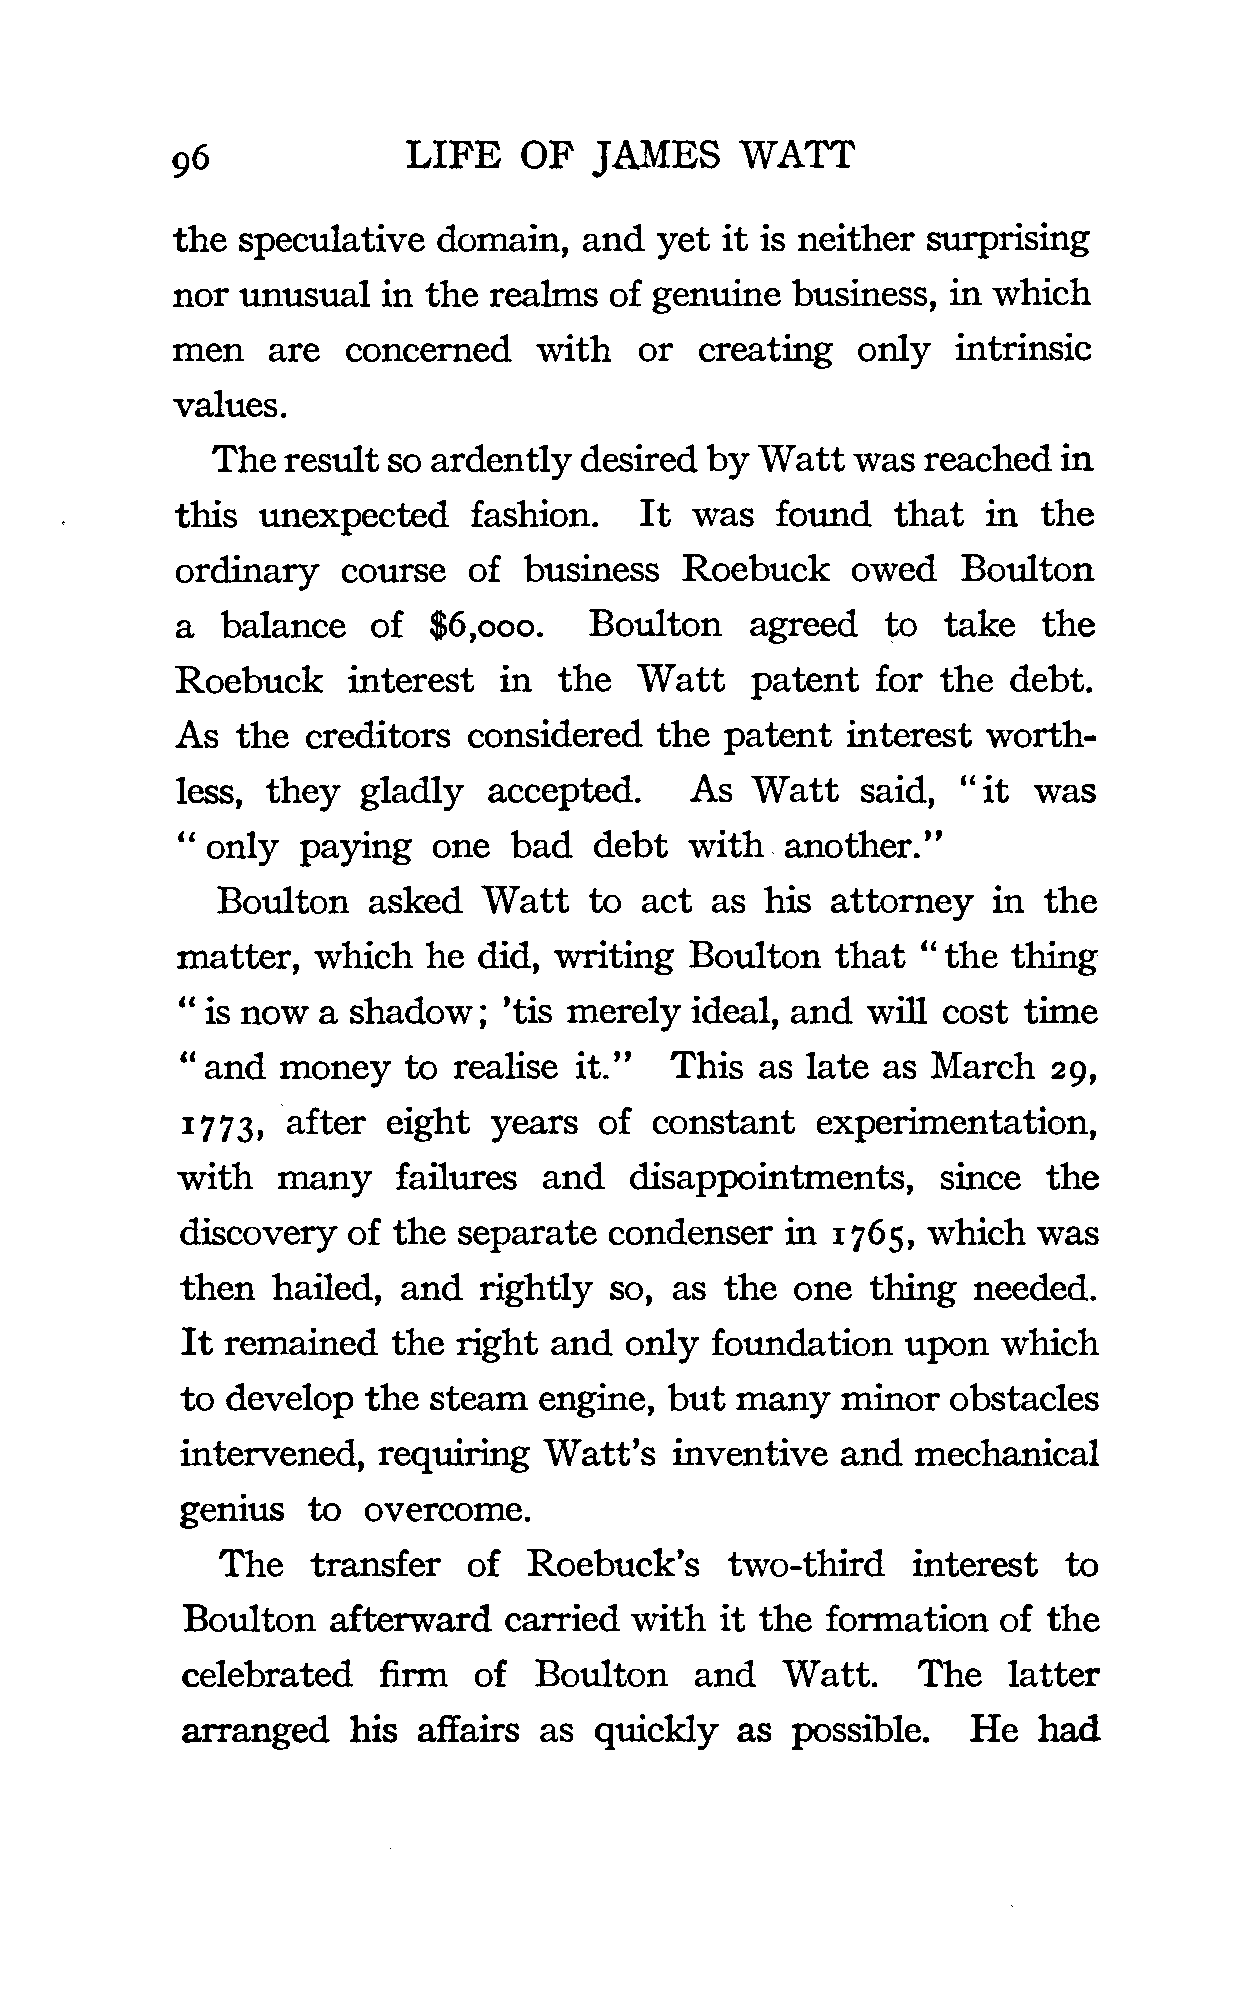 96 LIFE OF JAMES WATT
the speculative domain, and yet it is neither surprising
nor unusual in the realms of genuine business, in which
men are concerned with or creating only intrinsic
values.
The result so ardently desired by Watt was reached in
this unexpected fashion. It was found that in the
ordinary course of business Roebuck owed Boulton
a balance of $6,000. Boulton agreed to take the
Roebuck interest in the Watt patent for the debt.
As the creditors considered the patent interest worth-
less, they gladly accepted. As Watt said, "it was
"only paying one bad debt with another."
Boulton asked Watt to act as his attorney in the
matter, which he did, writing Boulton that "the thing
"is now a shadow; 'tis merely ideal, and will cost time
"and money to realise it." This as late as March 29,
1773, after eight years of constant experimentation,
with many failures and disappointments, since the
discovery of the separate condenser in 1765, which was
then hailed, and rightly so, as the one thing needed.
It remained the right and only foundation upon which
to develop the steam engine, but many minor obstacles
intervened, requiring Watt's inventive and mechanical
genius to overcome.
The transfer of Roebuck's two-third interest to
Boulton afterward carried with it the formation of the
celebrated firm of Boulton and Watt. The latter
arranged his affairs as quickly as possible. He had